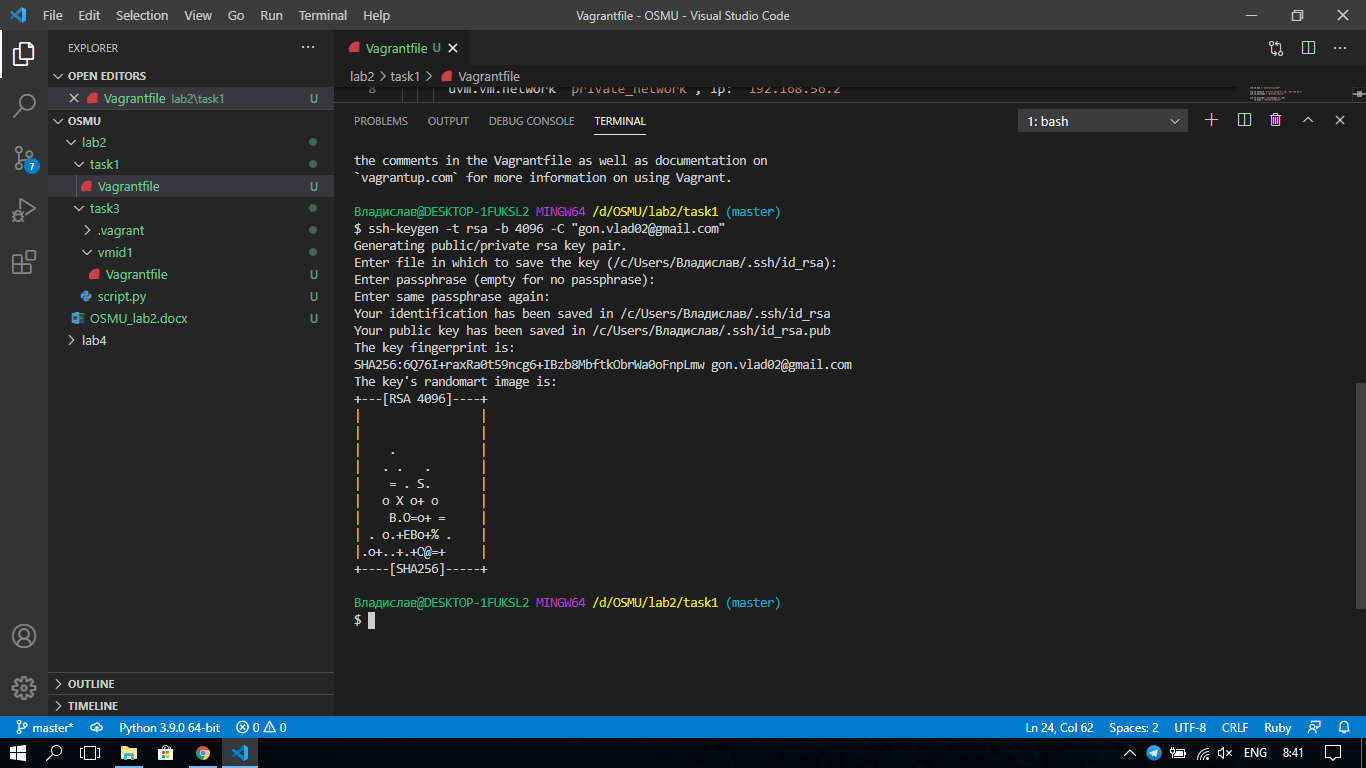 File Edit Selection View Go Run Terminal Help
Vagrantfile - OSMU - Visual Studio Code
EXPLORER
OPEN EDITORS
Vagrantfile lab2\task1 U
OSMU
lab2
task1
Vagrantfile U
task3
.vagrant
vmid1
Vagrantfile U
script.py U
OSMU_lab2.docx U
lab4
OUTLINE
TIMELINE
7
Vagrantfile U
lab2 > task1 > Vagrantfile
8 uvm.vm.network "private_network", ip: "192.168.56.2"
PROBLEMS OUTPUT DEBUG CONSOLE TERMINAL
1: bash
the comments in the Vagrantfile as well as documentation on
`vagrantup.com` for more information on using Vagrant.
Владислав@DESKTOP-1FUKSL2 MINGW64 /d/OSMU/lab2/task1 (master)
$ ssh-keygen -t rsa -b 4096 -C "gon.vlad02@gmail.com"
Generating public/private rsa key pair.
Enter file in which to save the key (/c/Users/Владислав/.ssh/id_rsa):
Enter passphrase (empty for no passphrase):
Enter same passphrase again:
Your identification has been saved in /c/Users/Владислав/.ssh/id_rsa
Your public key has been saved in /c/Users/Владислав/.ssh/id_rsa.pub
The key fingerprint is:
SHA256:6Q76I+raxRa0t59ncg6+IBzb8MbftkObrWa0oFnpLmw gon.vlad02@gmail.com
The key's randomart image is:
+---[RSA 4096]----+
|                 |
|                 |
|    .            |
|   . .   .       |
|    = . S.       |
|   o X o+ o      |
|    B.O=o+ =     |
| . o.+EBo+% .    |
|.o+..+.+O@=+     |
+----[SHA256]-----+
Владислав@DESKTOP-1FUKSL2 MINGW64 /d/OSMU/lab2/task1 (master)
$
master* Python 3.9.0 64-bit 0 0 Ln 24, Col 62 Spaces: 2 UTF-8 CRLF Ruby
ENG 8:41